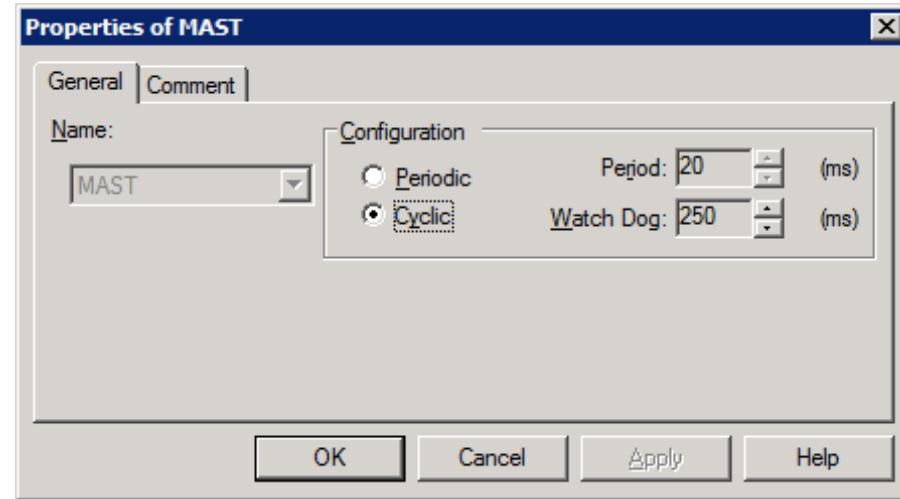 Properties of MAST
General Comment
Name:
MAST
Configuration
Periodic
Cyclic
Period: 20 (ms)
Watch Dog: 250 (ms)
OK Cancel Apply Help